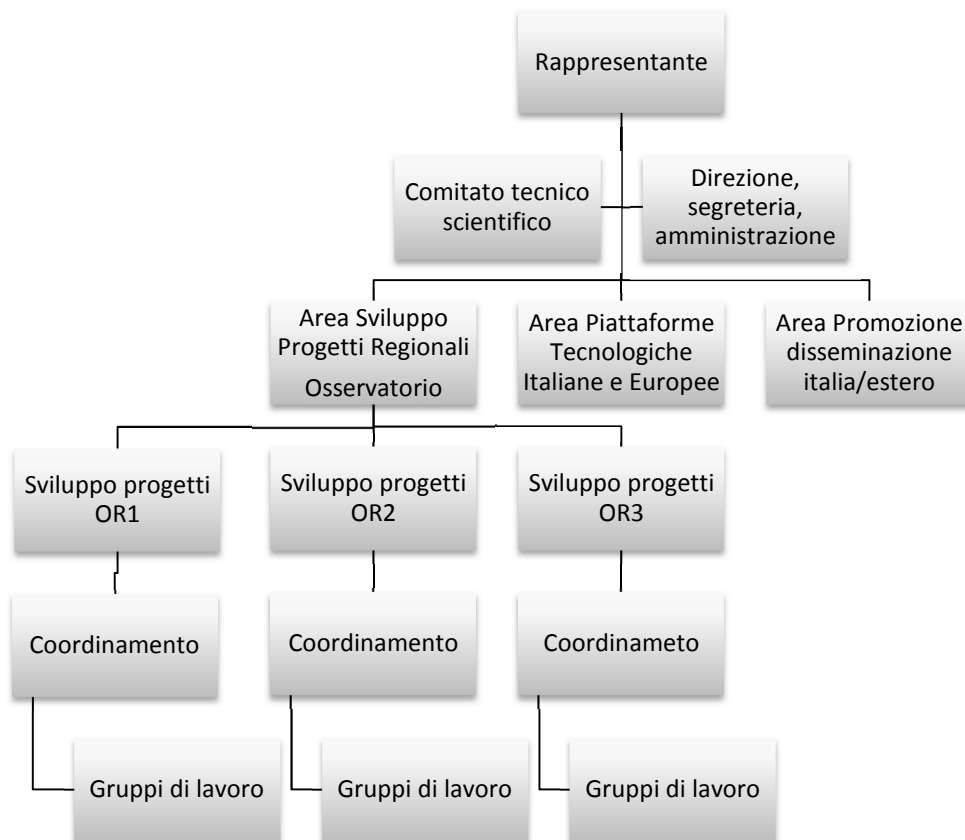 Rappresentante
Comitato tecnico
scientifico
Direzione,
segreteria,
amministrazione
Area Sviluppo
Progetti Regionali
Osservatorio
Area Piattaforme
Tecnologiche
Italiane e Europee
Area Promozione
disseminazione
italia/estero
Sviluppo progetti
OR1
Sviluppo progetti
OR2
Sviluppo progetti
OR3
Coordinamento
Coordinamento
Coordinameto
Gruppi di lavoro
Gruppi di lavoro
Gruppi di lavoro